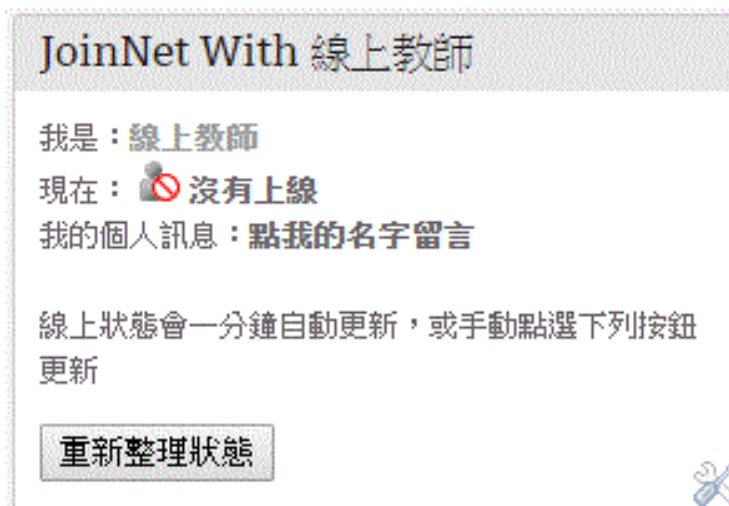 JoinNet With 線上教師
我是：線上教師
現在： 沒有上線
我的個人訊息：點我的名字留言
線上狀態會一分鐘自動更新，或手動點選下列按鈕
更新
重新整理狀態